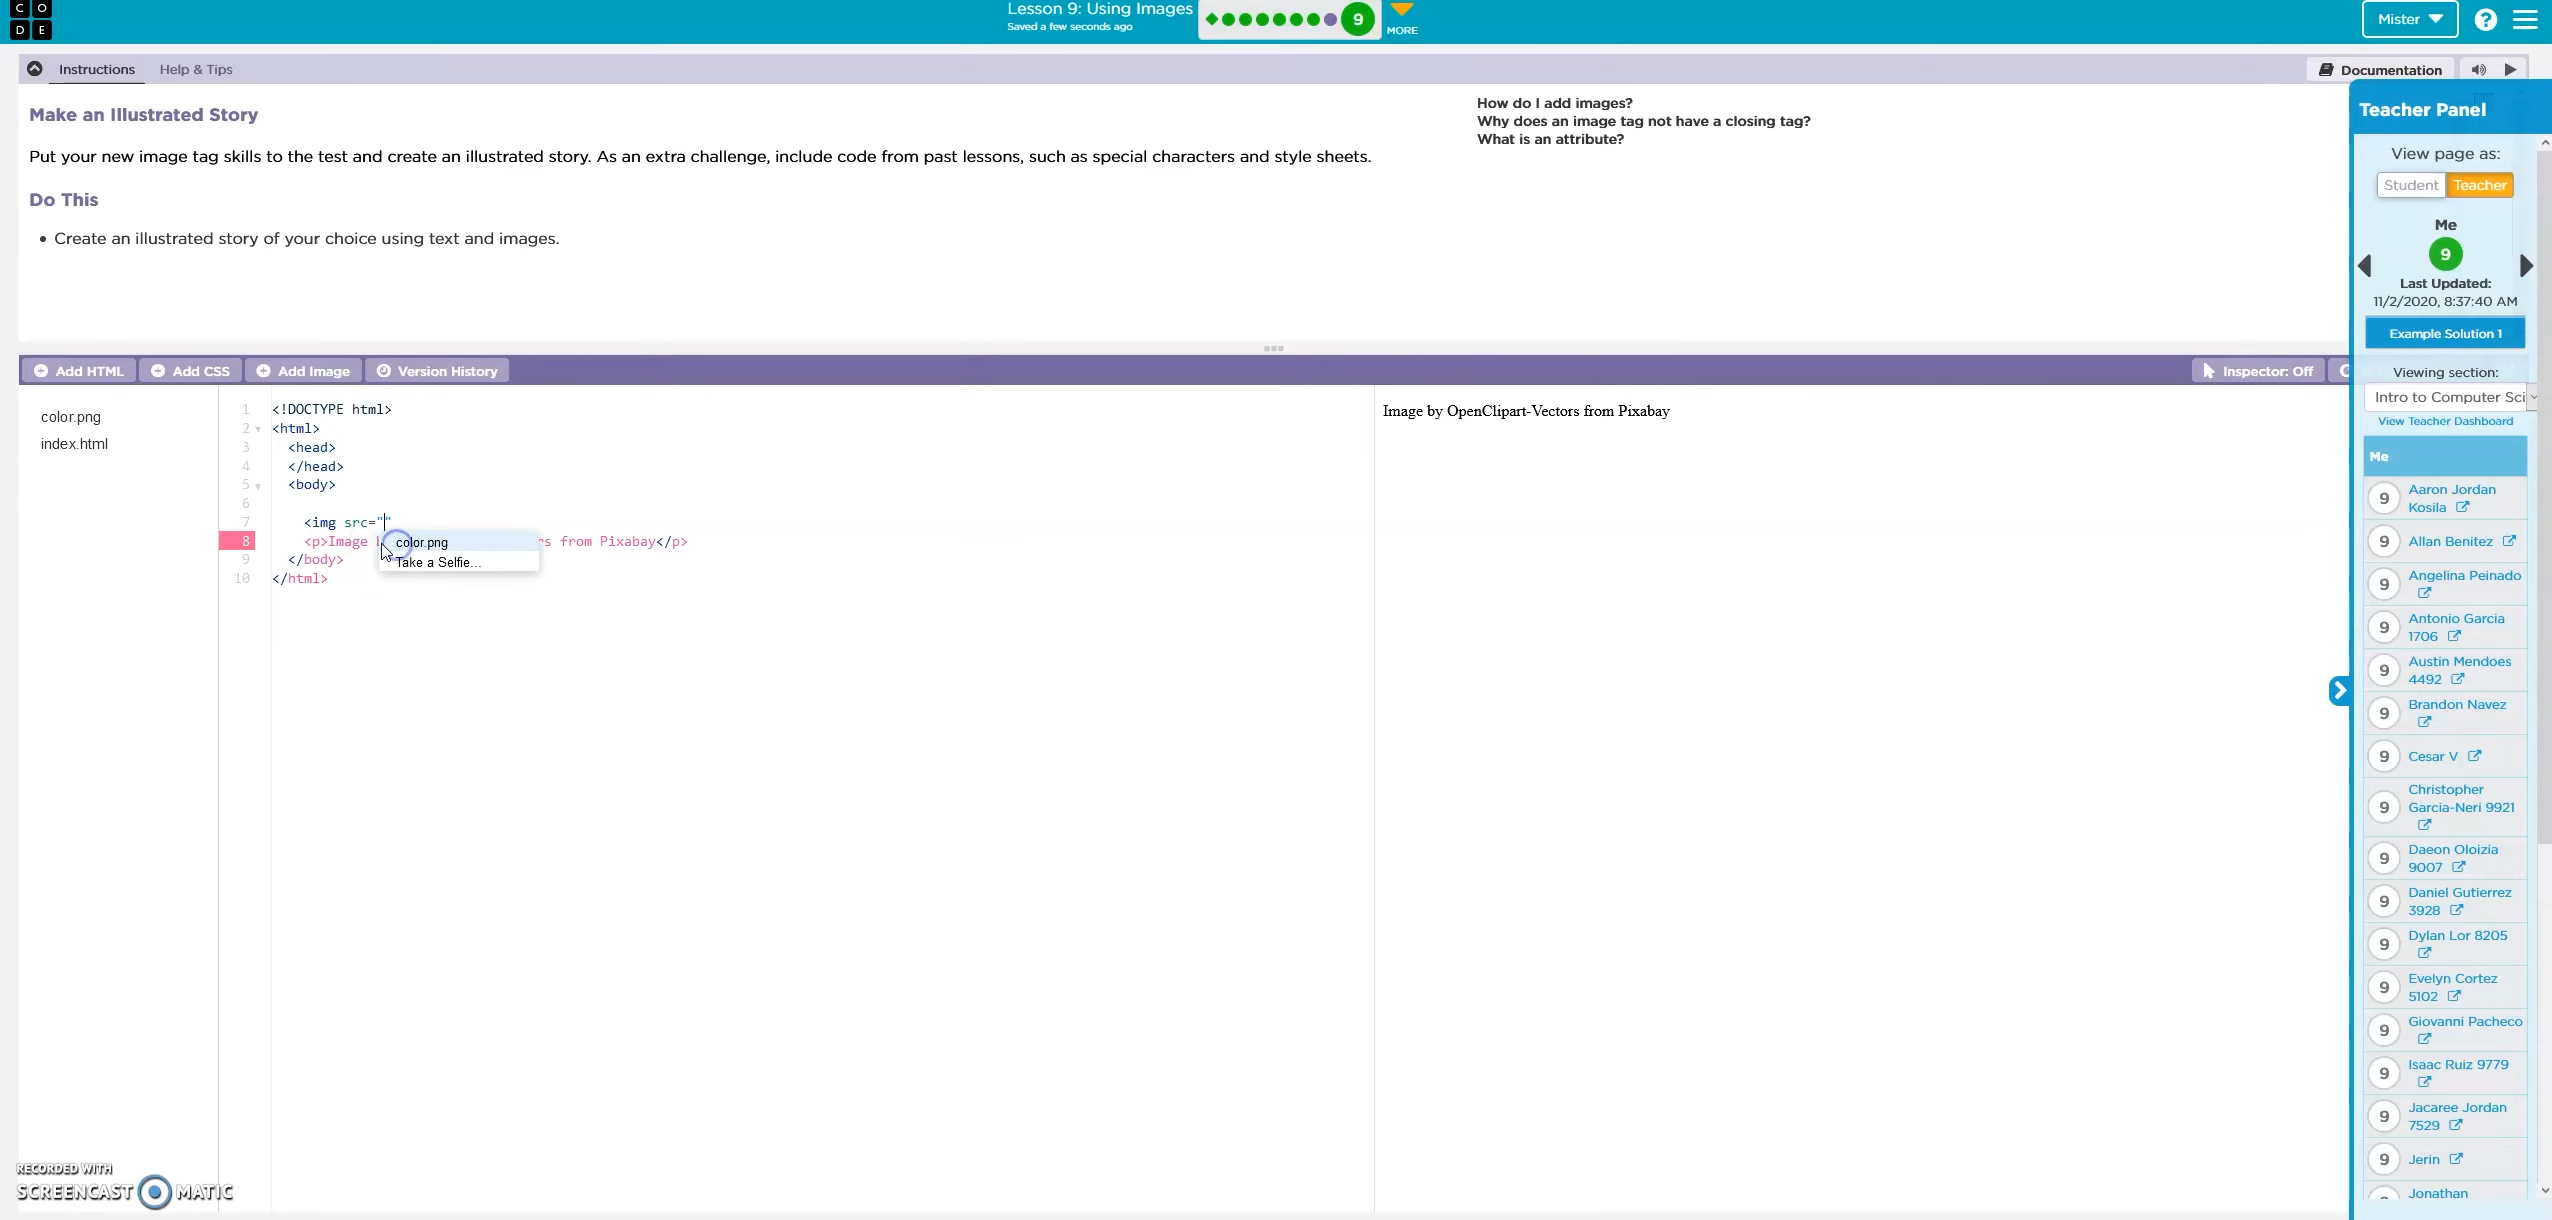 CO
DE
Lesson 9: Using Images
Saved a few seconds ago
9
MORE
Mister
?
Instructions
Help & Tips
Documentation
Make an Illustrated Story
Put your new image tag skills to the test and create an illustrated story. As an extra challenge, include code from past lessons, such as special characters and style sheets.
Do This
• Create an illustrated story of your choice using text and images.
How do I add images?
Why does an image tag not have a closing tag?
What is an attribute?
Add HTML
Add CSS
Add Image
Version History
Inspector: Off
color.png
index.html
1 <!DOCTYPE html>
2 <html>
3 <head>
4 </head>
5 <body>
6
7 <img src=""
8 <p>Image rs from Pixabay</p>
9 </body>
10 </html>
color.png
Take a Selfie...
Image by OpenClipart-Vectors from Pixabay
Teacher Panel
View page as:
Student
Teacher
Me
9
Last Updated:
11/2/2020, 8:37:40 AM
Example Solution 1
Viewing section:
Intro to Computer Sci
View Teacher Dashboard
Me
9 Aaron Jordan
Kosila
9 Allan Benitez
9 Angelina Peinado
9 Antonio Garcia
1706
9 Austin Mendoes
4492
9 Brandon Navez
9 Cesar V
9 Christopher
Garcia-Neri 9921
9 Daeon Oloizia
9007
9 Daniel Gutierrez
3928
9 Dylan Lor 8205
9 Evelyn Cortez
5102
9 Giovanni Pacheco
9 Isaac Ruiz 9779
9 Jacaree Jordan
7529
9 Jerin
Jonathan
RECORDED WITH
SCREENCAST MATIC